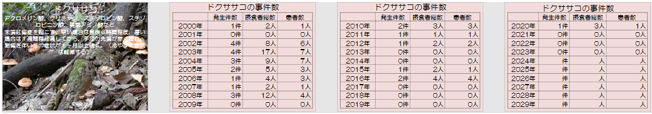 ドクササコ
ドクササコの事件数
発生件数 摂食者総数 患者数
2000年 1件 2人 1人
2001年 0件 0人 0人
2002年 4件 8人 6人
2003年 4件 17人 7人
2004年 3件 9人 7人
2005年 2件 5人 3人
2006年 1件 4人 3人
2007年 1件 2人 1人
2008年 3件 12人 4人
2009年 0件 0人 0人
ドクササコの事件数
発生件数 摂食者総数 患者数
2010年 2件 3人 3人
2011年 1件 1人 1人
2012年 1件 2人 2人
2013年 0件 0人 0人
2014年 0件 0人 0人
2015年 1件 2人 1人
2016年 2件 4人 4人
2017年 0件 0人 0人
2018年 0件 0人 0人
2019年 0件 0人 0人
ドクササコの事件数
発生件数 摂食者総数 患者数
2020年 1件 1人 1人
2021年 0件 0人 0人
2022年 0件 0人 0人
2023年 0件 0人 0人
2024年 件 人 人
2025年 件 人 人
2026年 件 人 人
2027年 件 人 人
2028年 件 人 人
2029年 件 人 人